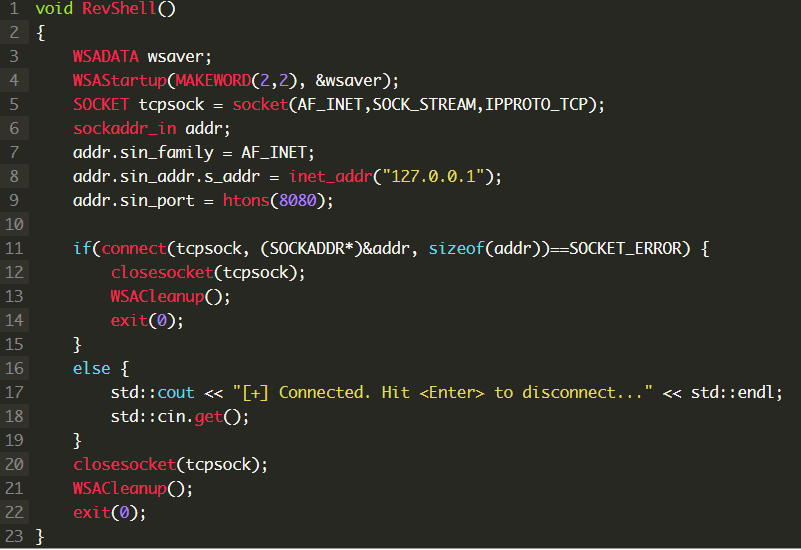 1 void RevShell()
2 {
3     WSADATA wsaver;
4     WSAStartup(MAKEWORD(2,2), &wsaver);
5     SOCKET tcpsock = socket(AF_INET,SOCK_STREAM,IPPROTO_TCP);
6     sockaddr_in addr;
7     addr.sin_family = AF_INET;
8     addr.sin_addr.s_addr = inet_addr("127.0.0.1");
9     addr.sin_port = htons(8080);
10
11     if(connect(tcpsock, (SOCKADDR*)&addr, sizeof(addr))==SOCKET_ERROR) {
12         closesocket(tcpsock);
13         WSACleanup();
14         exit(0);
15     }
16     else {
17         std::cout << "[+] Connected. Hit <Enter> to disconnect..." << std::endl;
18         std::cin.get();
19     }
20     closesocket(tcpsock);
21     WSACleanup();
22     exit(0);
23 }